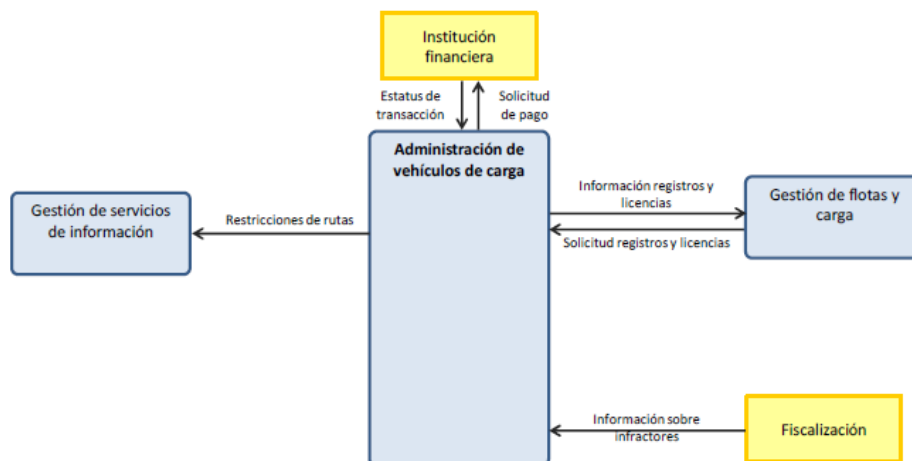 Institución
financiera
Estatus de
transacción
Solicitud
de pago
Administración de
vehículos de carga
Información registros y
licencias
Gestión de flotas y
carga
Gestión de servicios
de información
Restricciones de rutas
Solicitud registros y licencias
Información sobre
infractores
Fiscalización